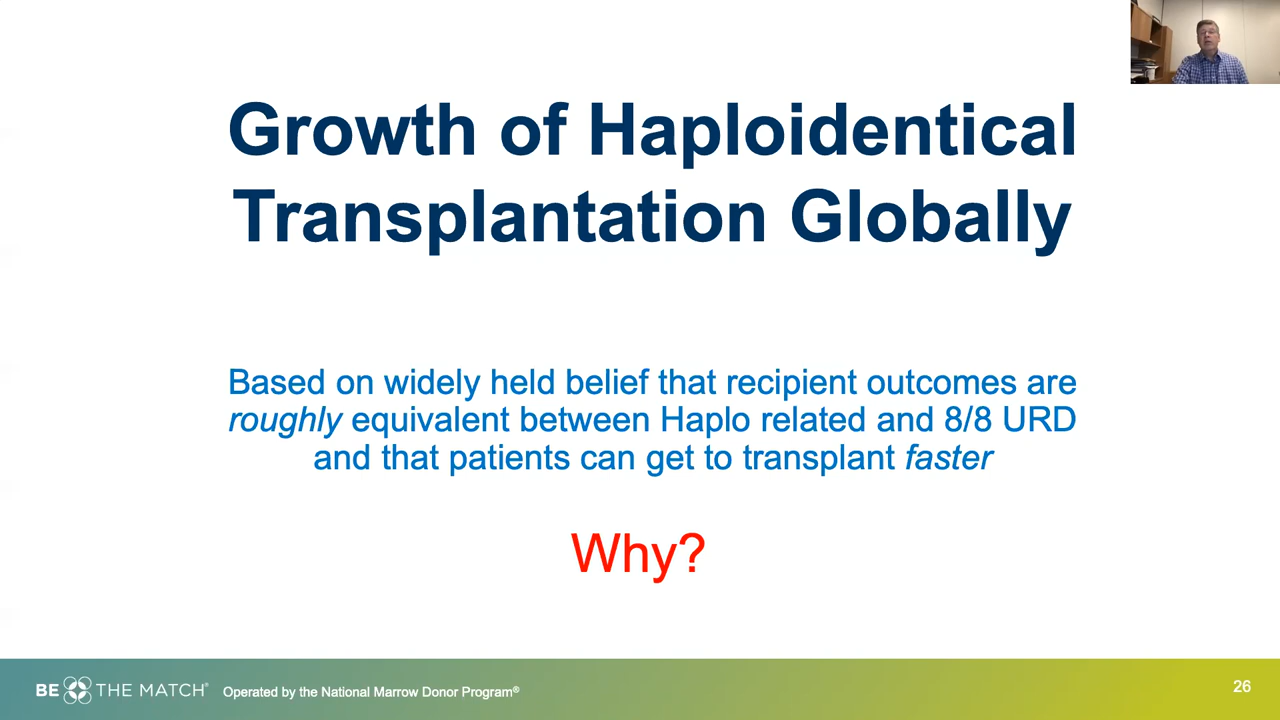 Growth of Haploidentical
Transplantation Globally
Based on widely held belief that recipient outcomes are
roughly equivalent between Haplo related and 8/8 URD
and that patients can get to transplant faster
Why?
BE THE MATCH® Operated by the National Marrow Donor Program®
26